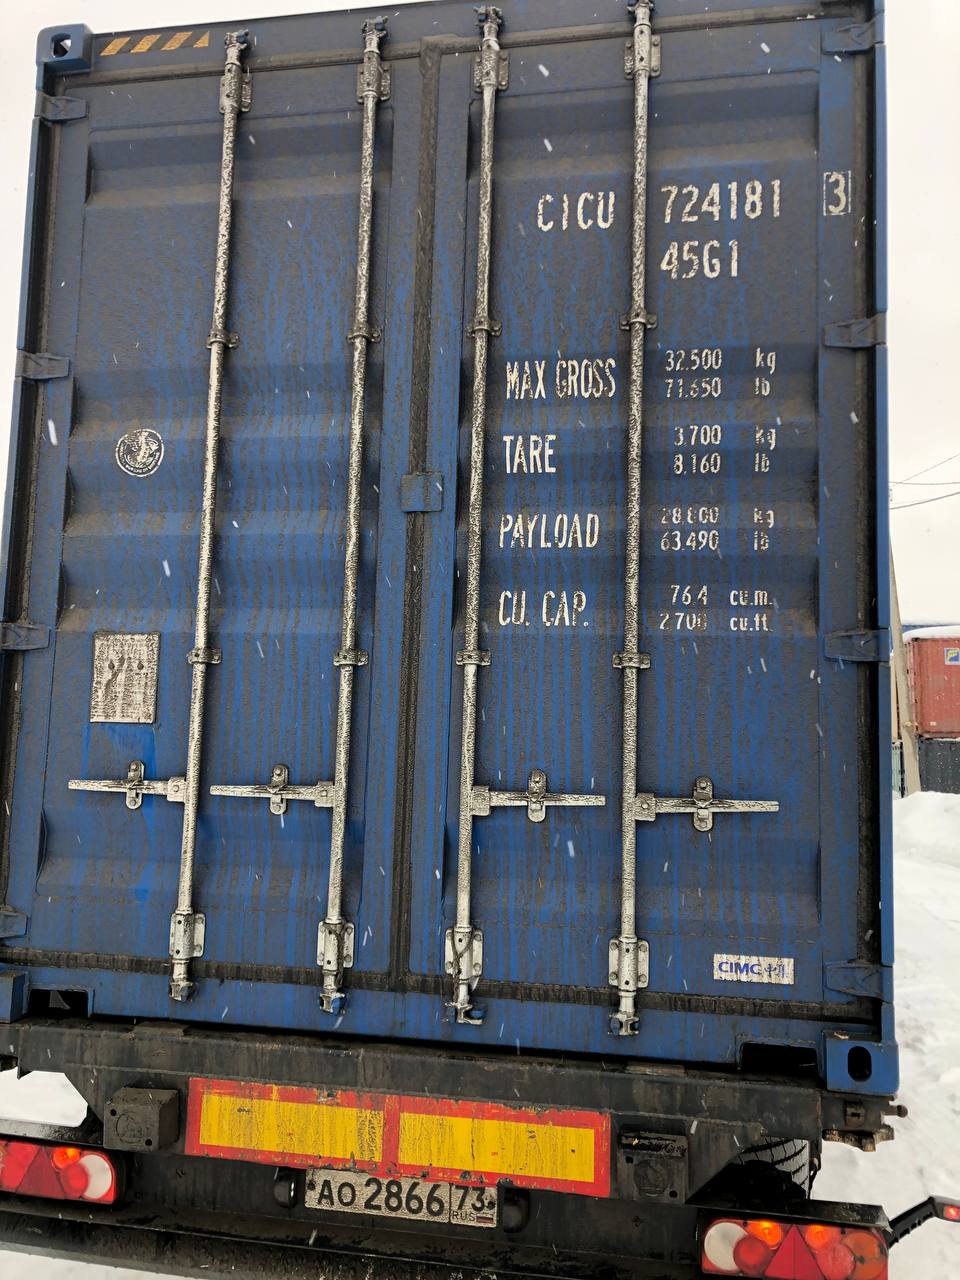 CICU 724181 3
45G1
MAX GROSS 32.500 kg
71.650 lb
TARE 3.700 kg
8.160 lb
PAYLOAD 28.800 kg
63.490 lb
CU. CAP. 76.4 cu.m.
2.700 cu.ft.
CIMC 中集
АО 2866 73
RUS